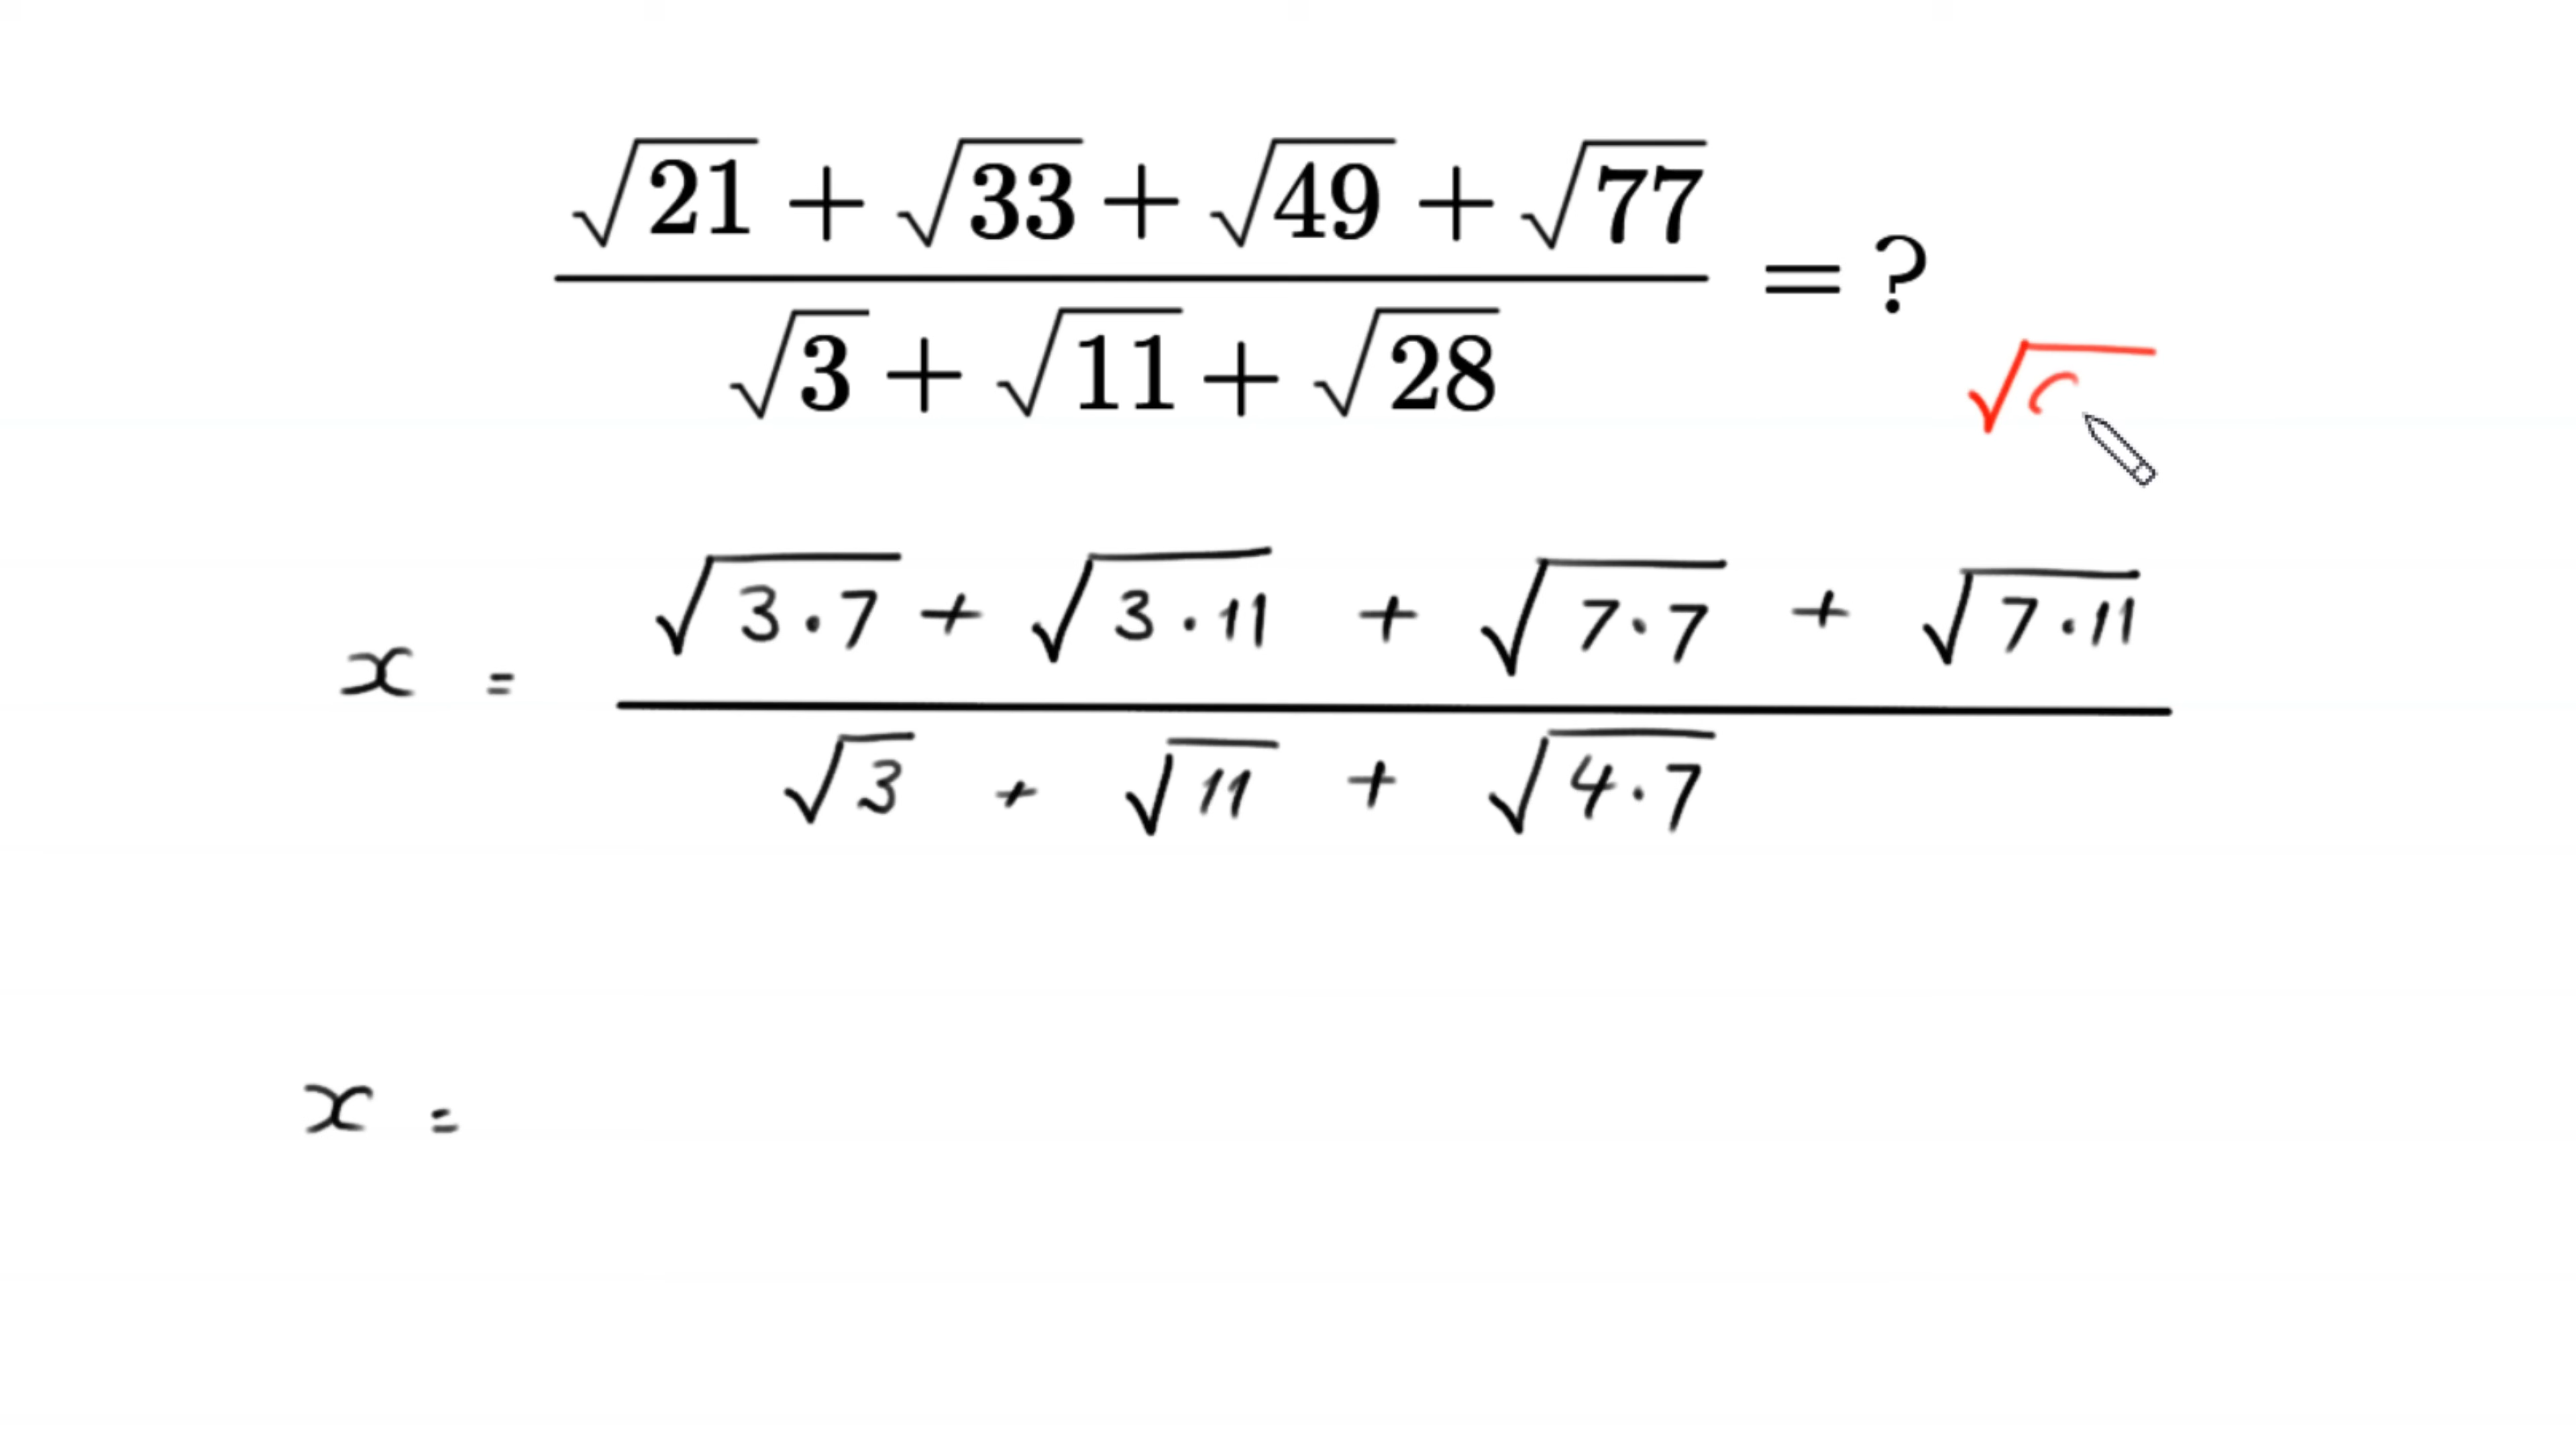 √21 + √33 + √49 + √77
= ?
√3 + √11 + √28
√
√3·7 + √3·11 + √7·7 + √7·11
x =
√3 + √11 + √4·7
x =